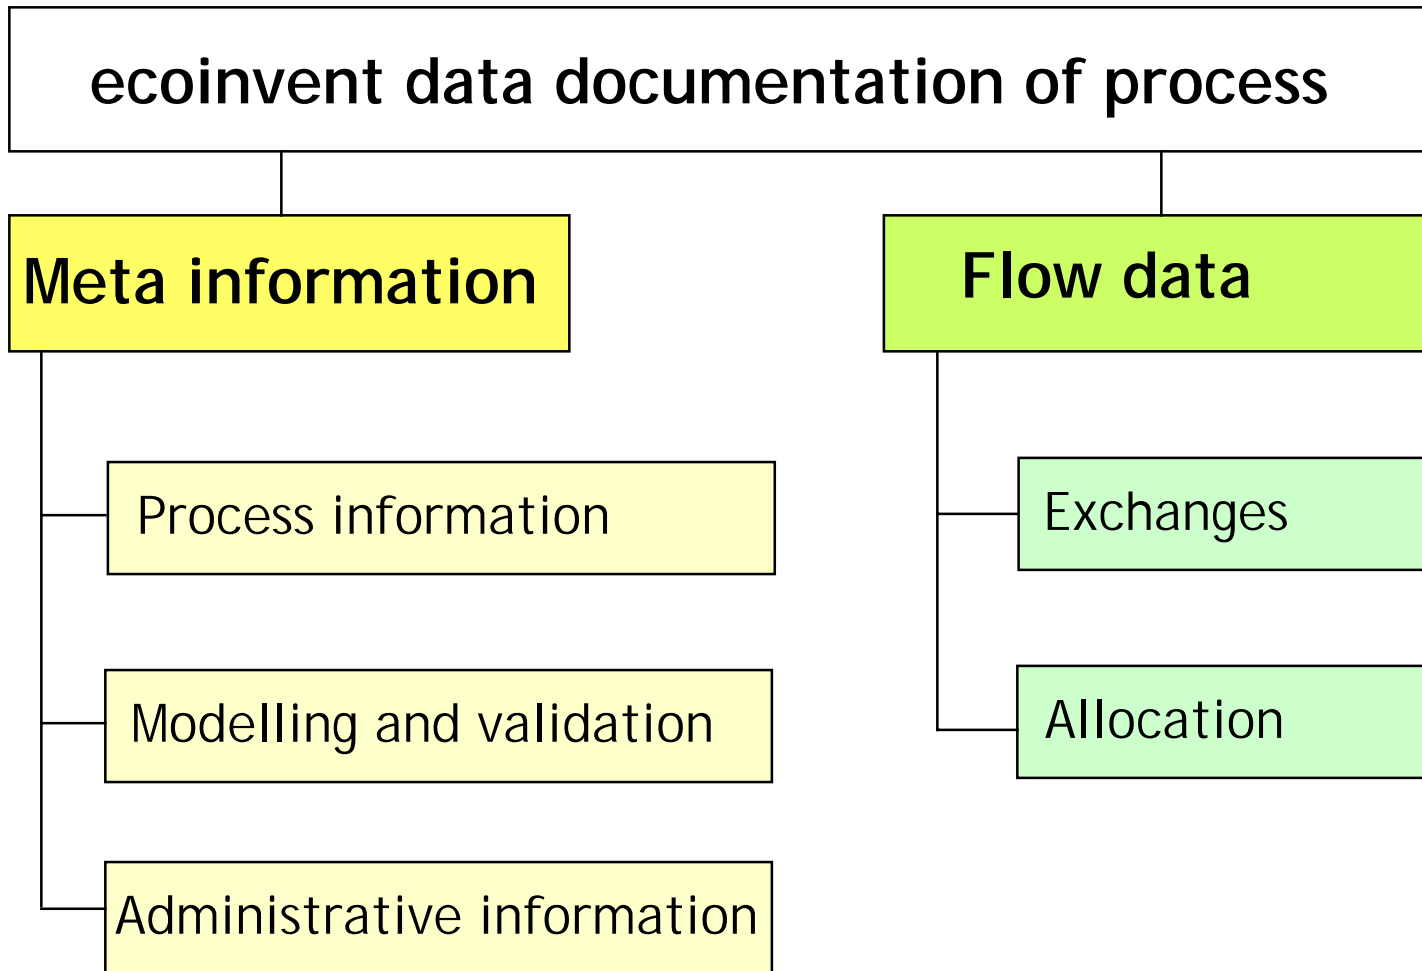 ecoinvent data documentation of process
Meta information
Flow data
Process information
Exchanges
Modelling and validation
Allocation
Administrative information